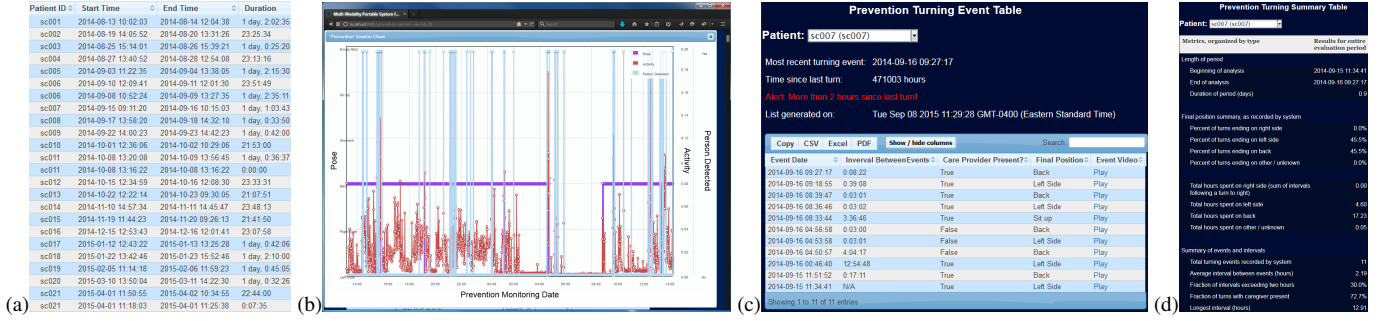 Patient ID Start Time End Time Duration
sc001 2014-08-13 10:02:03 2014-08-14 12:04:38 1 day, 2:02:35
sc002 2014-08-19 14:05:52 2014-08-20 13:31:26 23:25:34
sc003 2014-08-25 15:14:01 2014-08-26 15:39:21 1 day, 0:25:20
sc004 2014-08-27 13:40:52 2014-08-28 12:54:08 23:13:16
sc005 2014-09-03 11:22:35 2014-09-04 13:38:05 1 day, 2:15:30
sc006 2014-09-10 12:09:41 2014-09-11 12:01:30 23:51:49
sc006 2014-09-08 10:52:24 2014-09-09 13:27:35 1 day, 2:35:11
sc007 2014-09-15 09:11:20 2014-09-16 10:15:03 1 day, 1:03:43
sc008 2014-09-17 13:58:20 2014-09-18 14:32:10 1 day, 0:33:50
sc009 2014-09-22 14:00:23 2014-09-23 14:42:23 1 day, 0:42:00
sc010 2014-10-01 12:36:06 2014-10-02 10:29:06 21:53:00
sc011 2014-10-08 13:20:08 2014-10-09 13:56:45 1 day, 0:36:37
sc011 2014-10-08 13:16:22 2014-10-08 13:16:22 0:00:00
sc012 2014-10-15 12:34:59 2014-10-16 12:08:30 23:33:31
sc013 2014-10-22 12:22:14 2014-10-23 09:30:05 21:07:51
sc014 2014-11-10 14:57:34 2014-11-11 14:45:47 23:48:13
sc015 2014-11-19 11:44:23 2014-11-20 09:26:13 21:41:50
sc016 2014-12-15 12:53:43 2014-12-16 12:01:41 23:07:58
sc017 2015-01-12 12:43:22 2015-01-13 13:25:28 1 day, 0:42:06
sc018 2015-01-22 13:42:46 2015-01-23 15:52:46 1 day, 2:10:00
sc019 2015-02-05 11:14:18 2015-02-06 11:59:23 1 day, 0:45:05
sc020 2015-03-10 13:50:04 2015-03-11 14:22:30 1 day, 0:32:26
sc021 2015-04-01 11:50:55 2015-04-02 10:34:55 22:44:00
sc021 2015-04-01 11:18:03 2015-04-01 11:25:38 0:07:35
(a)
Multi-Modality Portable System f...
Prevention Session Chart
Pose
Activity
Person Detected
Pose
Activity
Person Detected
Prevention Monitoring Date
(b)
Prevention Turning Event Table
Patient: sc007 (sc007)
Most recent turning event: 2014-09-16 09:27:17
Time since last turn: 471003 hours
Alert: More than 2 hours since last turn!
List generated on: Tue Sep 08 2015 11:29:28 GMT-0400 (Eastern Standard Time)
Copy CSV Excel PDF Show / hide columns Search:
Event Date Inverval BetweenEvents Care Provider Present? Final Position Event Video
2014-09-16 09:27:17 0:08:22 True Back Play
2014-09-16 09:18:55 0:39:08 True Left Side Play
2014-09-16 08:39:47 0:03:01 True Back Play
2014-09-16 08:36:46 0:03:02 True Left Side Play
2014-09-16 08:33:44 3:36:46 True Sit up Play
2014-09-16 04:56:58 0:03:00 False Back Play
2014-09-16 04:53:58 0:03:01 False Left Side Play
2014-09-16 04:50:57 4:04:17 False Back Play
2014-09-16 00:46:40 12:54:48 True Left Side Play
2014-09-15 11:51:52 0:17:11 True Back Play
2014-09-15 11:34:41 N/A True Left Side Play
Showing 1 to 11 of 11 entries
(c)
Prevention Turning Summary Table
Patient: sc007 (sc007)
Metrics, organized by type Results for entire
evaluation period
Length of period
Beginning of analysis 2014-09-15 11:34:41
End of analysis 2014-09-16 09:27:17
Duration of period (days) 0.9
Final position summary, as recorded by system
Percent of turns ending on right side 0.0%
Percent of turns ending on left side 45.5%
Percent of turns ending on back 45.5%
Percent of turns ending on other / unknown 0.0%
Total hours spent on right side (sum of intervals 0.00
following a turn to right)
Total hours spent on left side 4.60
Total hours spent on back 17.23
Total hours spent on other / unknown 0.05
Summary of events and intervals
Total turning events recorded by system 11
Average interval between events (hours) 2.19
Fraction of intervals exceeding two hours 30.0%
Fraction of turns with caregiver present 72.7%
Longest interval (hours) 12.91
(d)